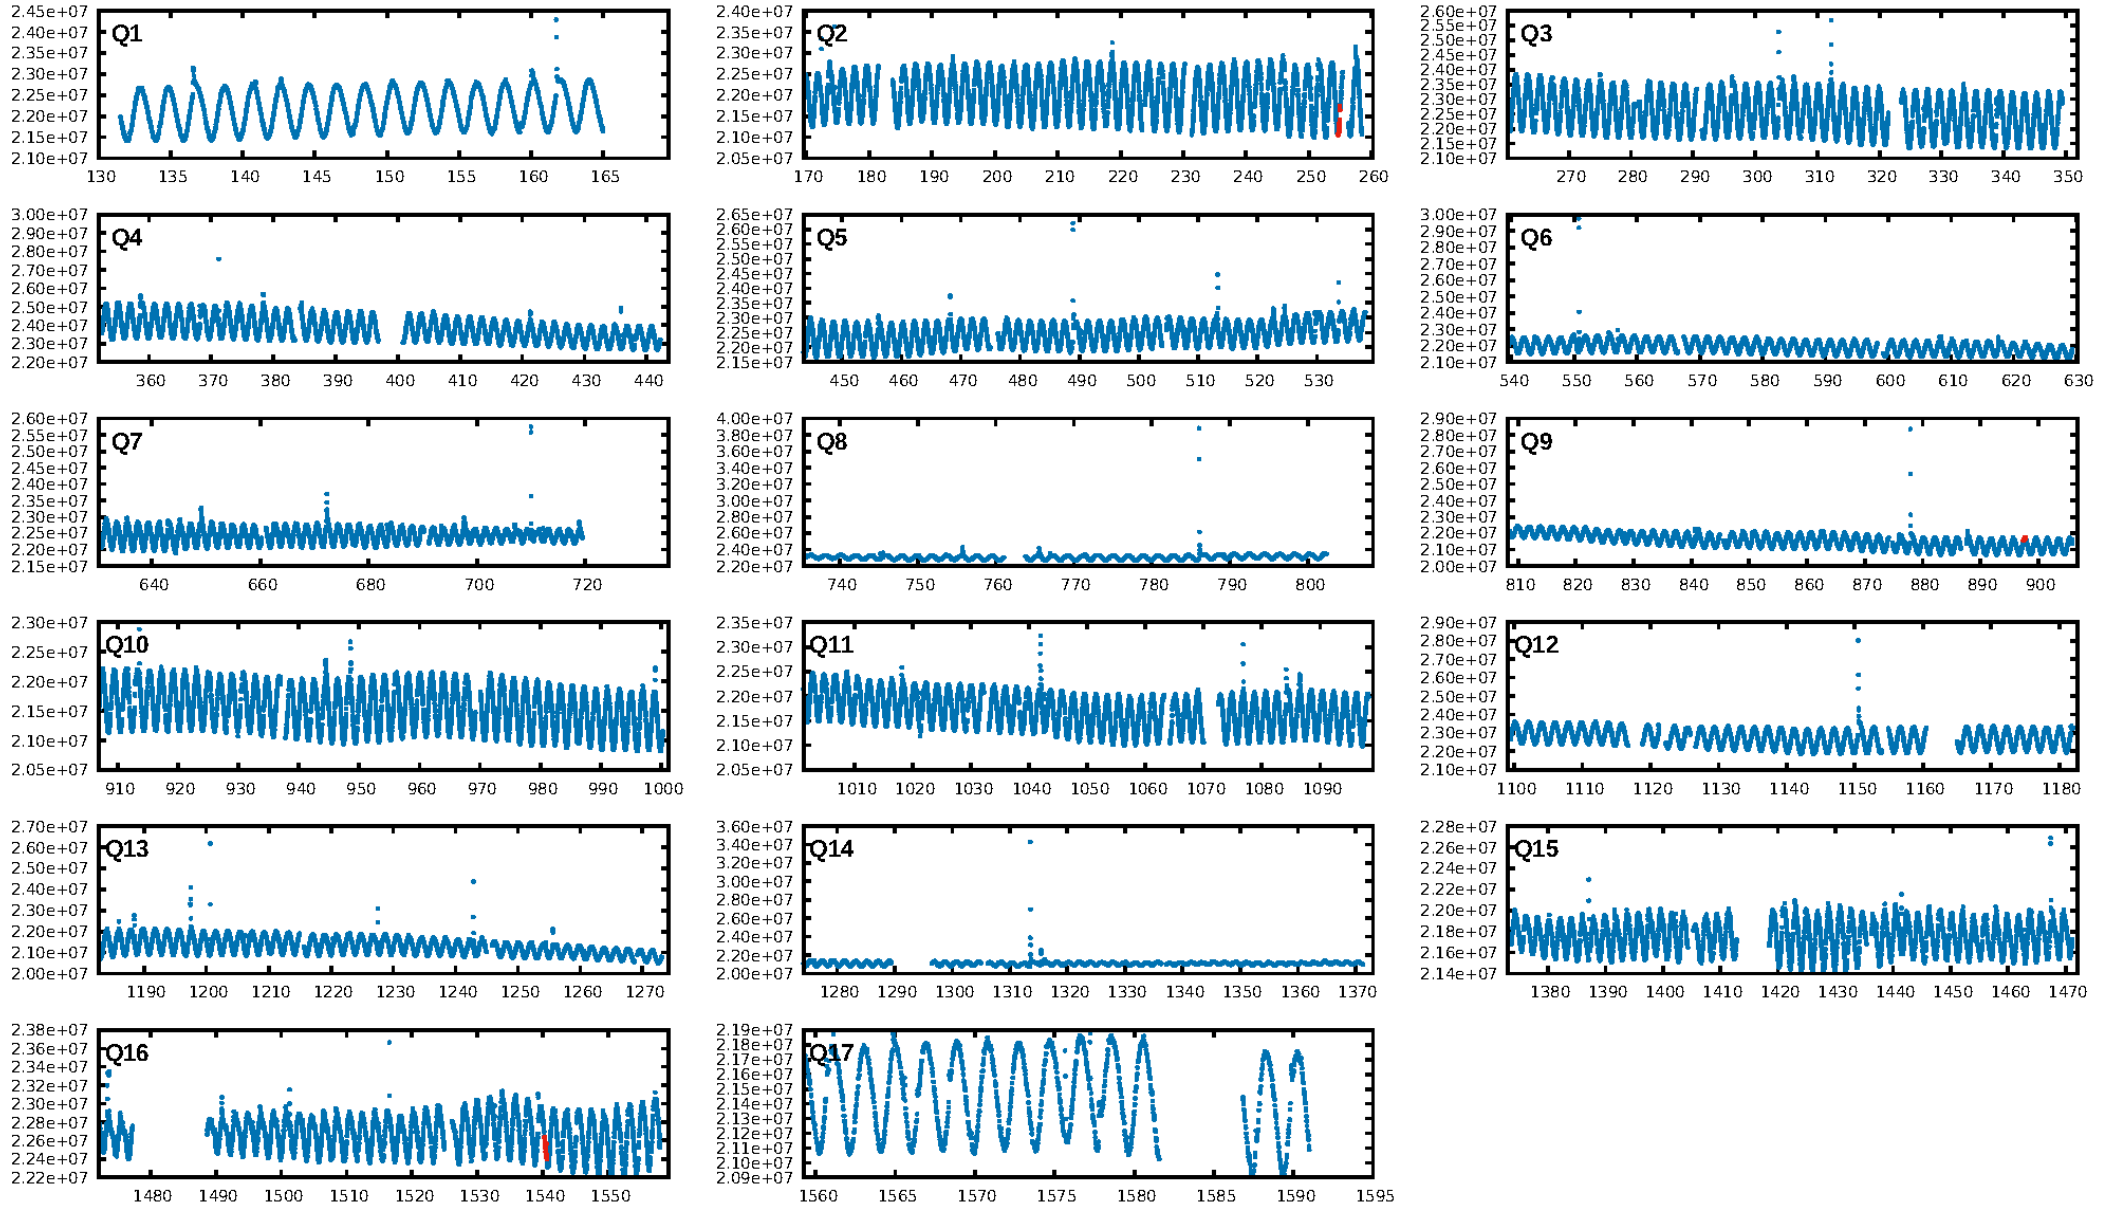 Q1
2.45e+07
2.40e+07
2.35e+07
2.30e+07
2.25e+07
2.20e+07
2.15e+07
2.10e+07
130 135 140 145 150 155 160 165
Q2
2.40e+07
2.35e+07
2.30e+07
2.25e+07
2.20e+07
2.15e+07
2.10e+07
2.05e+07
170 180 190 200 210 220 230 240 250 260
Q3
2.60e+07
2.55e+07
2.50e+07
2.45e+07
2.40e+07
2.35e+07
2.30e+07
2.25e+07
2.20e+07
2.15e+07
2.10e+07
270 280 290 300 310 320 330 340 350
Q4
3.00e+07
2.90e+07
2.80e+07
2.70e+07
2.60e+07
2.50e+07
2.40e+07
2.30e+07
2.20e+07
360 370 380 390 400 410 420 430 440
Q5
2.65e+07
2.60e+07
2.55e+07
2.50e+07
2.45e+07
2.40e+07
2.35e+07
2.30e+07
2.25e+07
2.20e+07
2.15e+07
450 460 470 480 490 500 510 520 530
Q6
3.00e+07
2.90e+07
2.80e+07
2.70e+07
2.60e+07
2.50e+07
2.40e+07
2.30e+07
2.20e+07
2.10e+07
540 550 560 570 580 590 600 610 620 630
Q7
2.60e+07
2.55e+07
2.50e+07
2.45e+07
2.40e+07
2.35e+07
2.30e+07
2.25e+07
2.20e+07
2.15e+07
640 660 680 700 720
Q8
4.00e+07
3.80e+07
3.60e+07
3.40e+07
3.20e+07
3.00e+07
2.80e+07
2.60e+07
2.40e+07
2.20e+07
740 750 760 770 780 790 800
Q9
2.90e+07
2.80e+07
2.70e+07
2.60e+07
2.50e+07
2.40e+07
2.30e+07
2.20e+07
2.10e+07
2.00e+07
810 820 830 840 850 860 870 880 890 900
Q10
2.30e+07
2.25e+07
2.20e+07
2.15e+07
2.10e+07
2.05e+07
910 920 930 940 950 960 970 980 990 1000
Q11
2.35e+07
2.30e+07
2.25e+07
2.20e+07
2.15e+07
2.10e+07
2.05e+07
1010 1020 1030 1040 1050 1060 1070 1080 1090
Q12
2.90e+07
2.80e+07
2.70e+07
2.60e+07
2.50e+07
2.40e+07
2.30e+07
2.20e+07
2.10e+07
1100 1110 1120 1130 1140 1150 1160 1170 1180
Q13
2.70e+07
2.60e+07
2.50e+07
2.40e+07
2.30e+07
2.20e+07
2.10e+07
2.00e+07
1190 1200 1210 1220 1230 1240 1250 1260 1270
Q14
3.60e+07
3.40e+07
3.20e+07
3.00e+07
2.80e+07
2.60e+07
2.40e+07
2.20e+07
2.00e+07
1280 1290 1300 1310 1320 1330 1340 1350 1360 1370
Q15
2.28e+07
2.26e+07
2.24e+07
2.22e+07
2.20e+07
2.18e+07
2.16e+07
2.14e+07
1380 1390 1400 1410 1420 1430 1440 1450 1460 1470
Q16
2.38e+07
2.36e+07
2.34e+07
2.32e+07
2.30e+07
2.28e+07
2.26e+07
2.24e+07
2.22e+07
1480 1490 1500 1510 1520 1530 1540 1550
Q17
2.19e+07
2.18e+07
2.17e+07
2.16e+07
2.15e+07
2.14e+07
2.13e+07
2.12e+07
2.11e+07
2.10e+07
2.09e+07
1560 1565 1570 1575 1580 1585 1590 1595